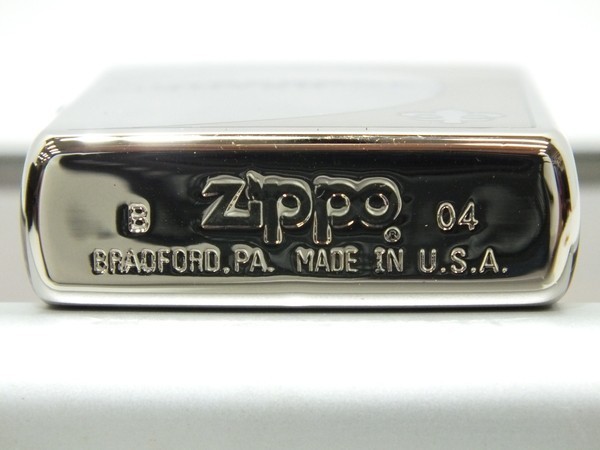 B Zippo® 04
BRADFORD, PA. MADE IN U.S.A.